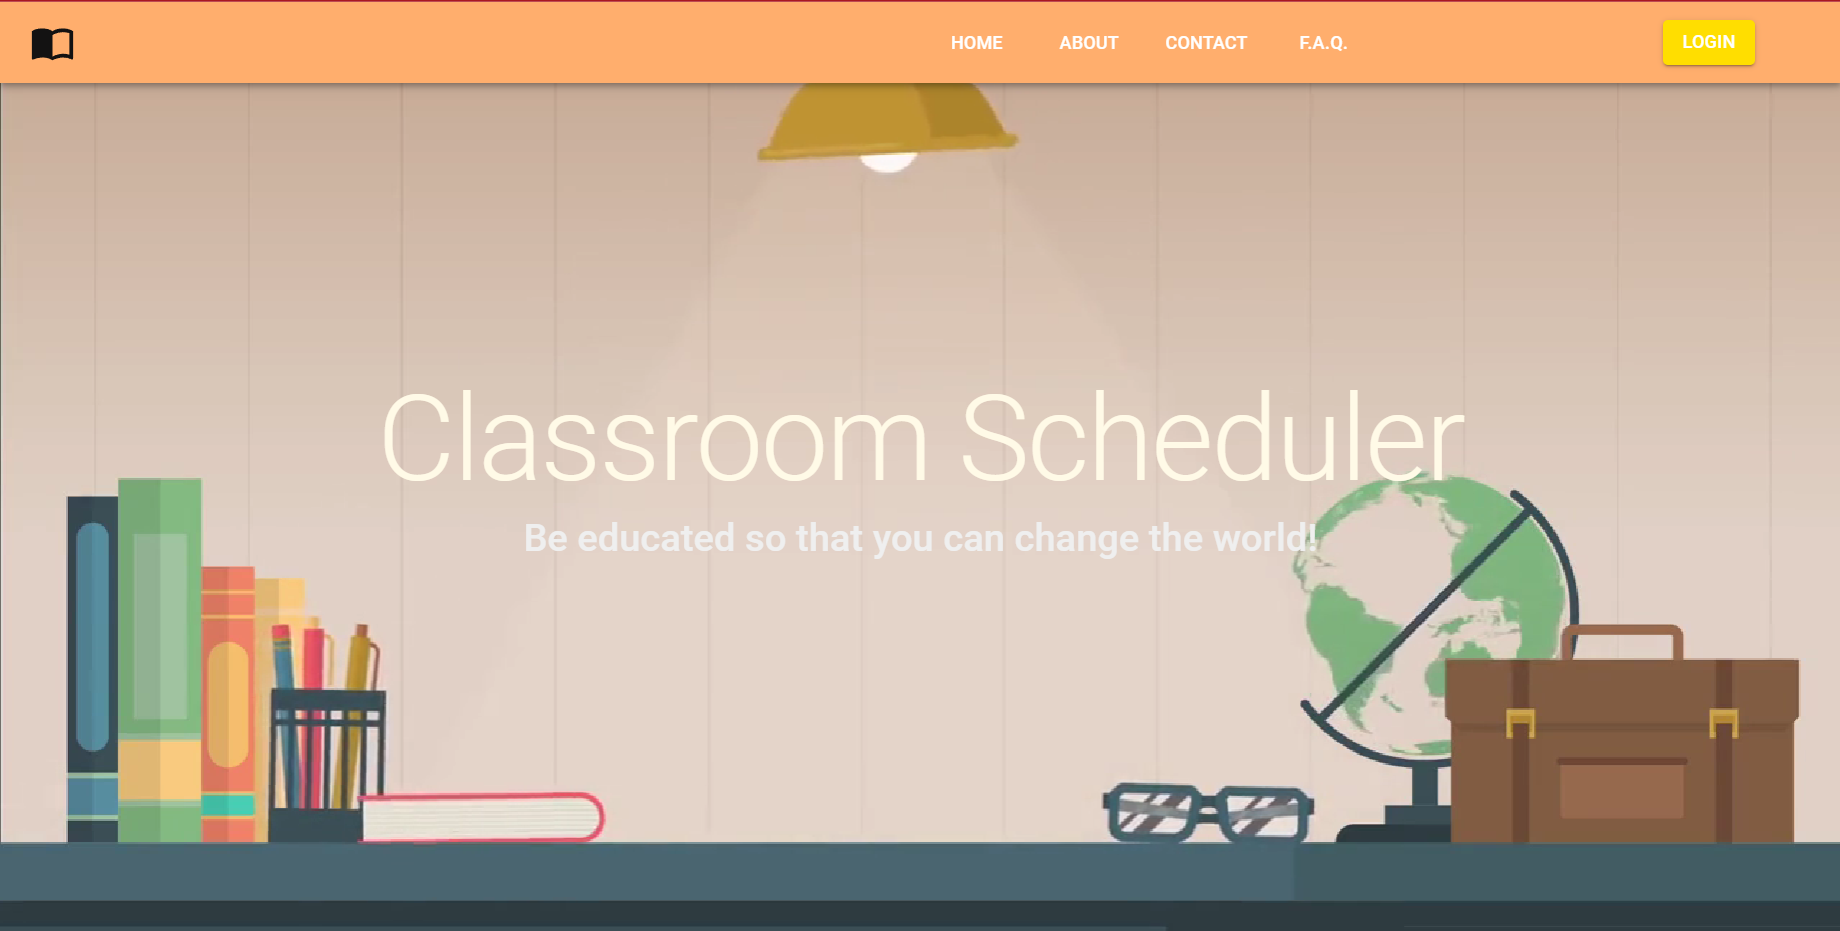 HOME ABOUT CONTACT F.A.Q. LOGIN
Classroom Scheduler
Be educated so that you can change the world!